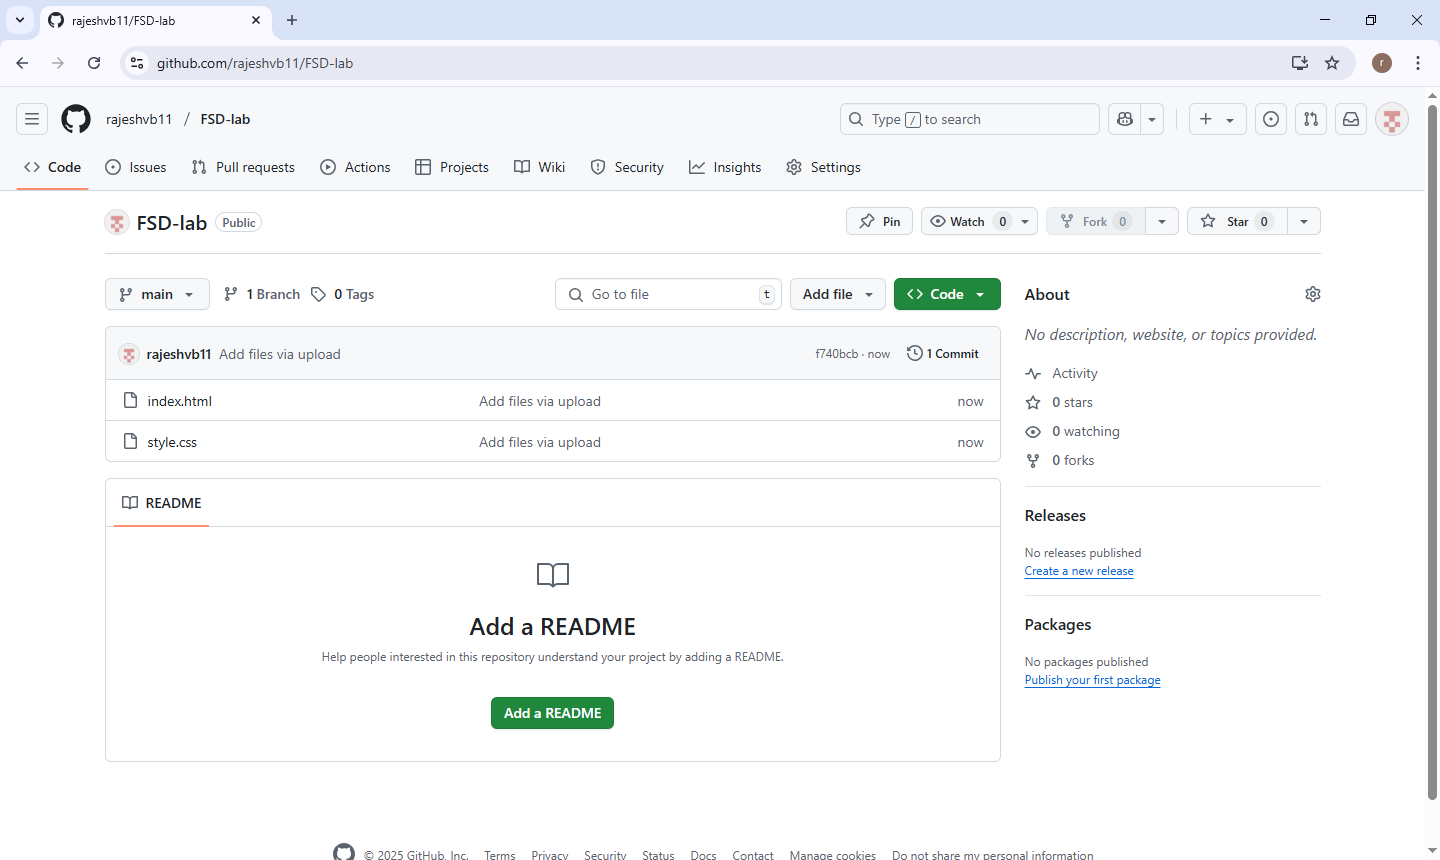 rajeshvb11/FSD-lab
github.com/rajeshvb11/FSD-lab
r
rajeshvb11 / FSD-lab
Type / to search
Code Issues Pull requests Actions Projects Wiki Security Insights Settings
FSD-lab Public
Pin Watch 0 Fork 0 Star 0
main 1 Branch 0 Tags Go to file t Add file Code
rajeshvb11 Add files via upload f740bcb · now 1 Commit
index.html Add files via upload now
style.css Add files via upload now
README
Add a README
Help people interested in this repository understand your project by adding a README.
Add a README
About
No description, website, or topics provided.
Activity
0 stars
0 watching
0 forks
Releases
No releases published
Create a new release
Packages
No packages published
Publish your first package
© 2025 GitHub, Inc. Terms Privacy Security Status Docs Contact Manage cookies Do not share my personal information